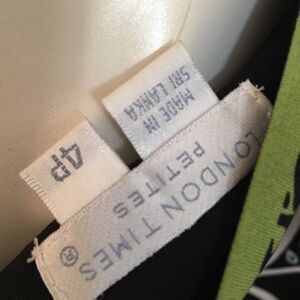 LONDON TIMES®
PETITES
MADE IN
SRI LANKA
4P